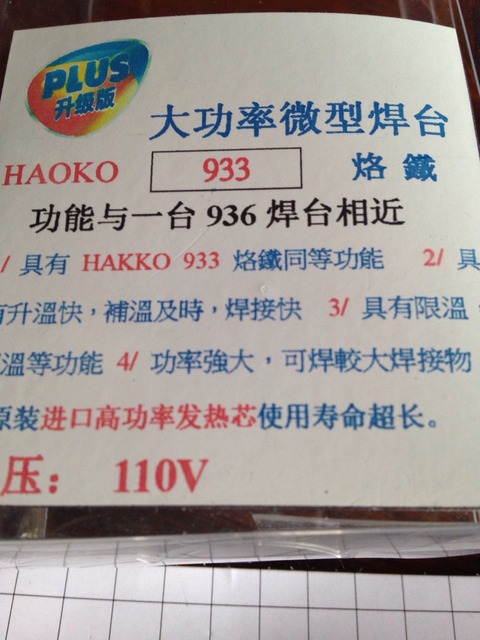 PLUS
升级版
大功率微型焊台
HAOKO 933 烙鐵
功能与一台 936 焊台相近
/ 具有 HAKKO 933 烙鐵同等功能 2/ 具
有升溫快，補溫及時，焊接快 3/ 具有限溫
溫等功能 4/ 功率強大，可焊較大焊接物
原装进口高功率发热芯使用寿命超长。
压： 110V